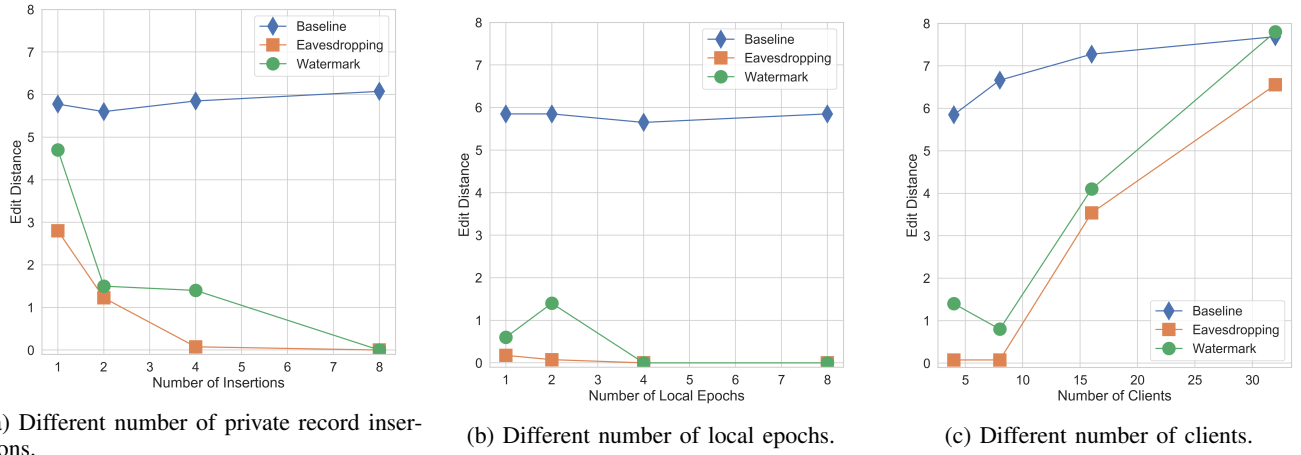 8
7
6
5
4
3
2
1
0
Edit Distance
1 2 3 4 5 6 7 8
Number of Insertions
Baseline
Eavesdropping
Watermark
8
7
6
5
4
3
2
1
0
Edit Distance
1 2 3 4 5 6 7 8
Number of Local Epochs
Baseline
Eavesdropping
Watermark
8
7
6
5
4
3
2
1
0
Edit Distance
5 10 15 20 25 30
Number of Clients
Baseline
Eavesdropping
Watermark
) Different number of private record inser-
ons.
(b) Different number of local epochs.
(c) Different number of clients.